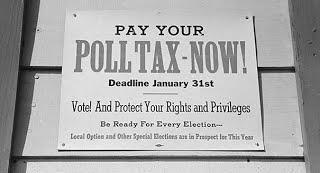 PAY YOUR
POLL TAX-NOW!
Deadline January 31st
Vote! And Protect Your Rights and Privileges
Be Ready For Every Election—
Local Option and Other Special Elections are in Prospect for This Year